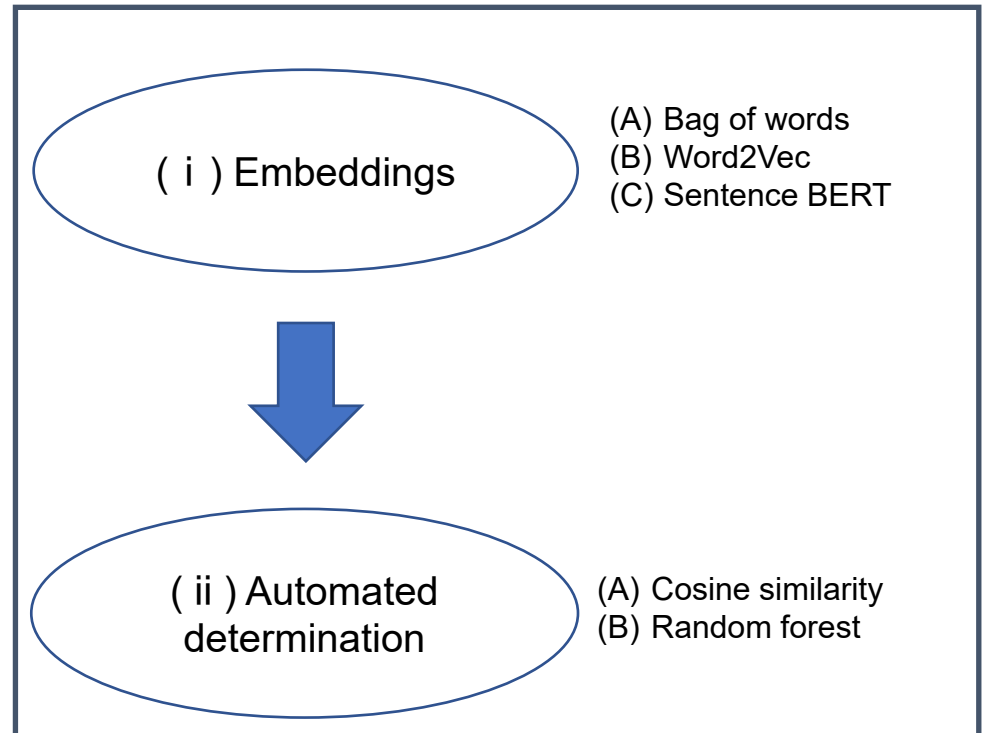 ( i ) Embeddings
(A) Bag of words
(B) Word2Vec
(C) Sentence BERT
( ii ) Automated
determination
(A) Cosine similarity
(B) Random forest